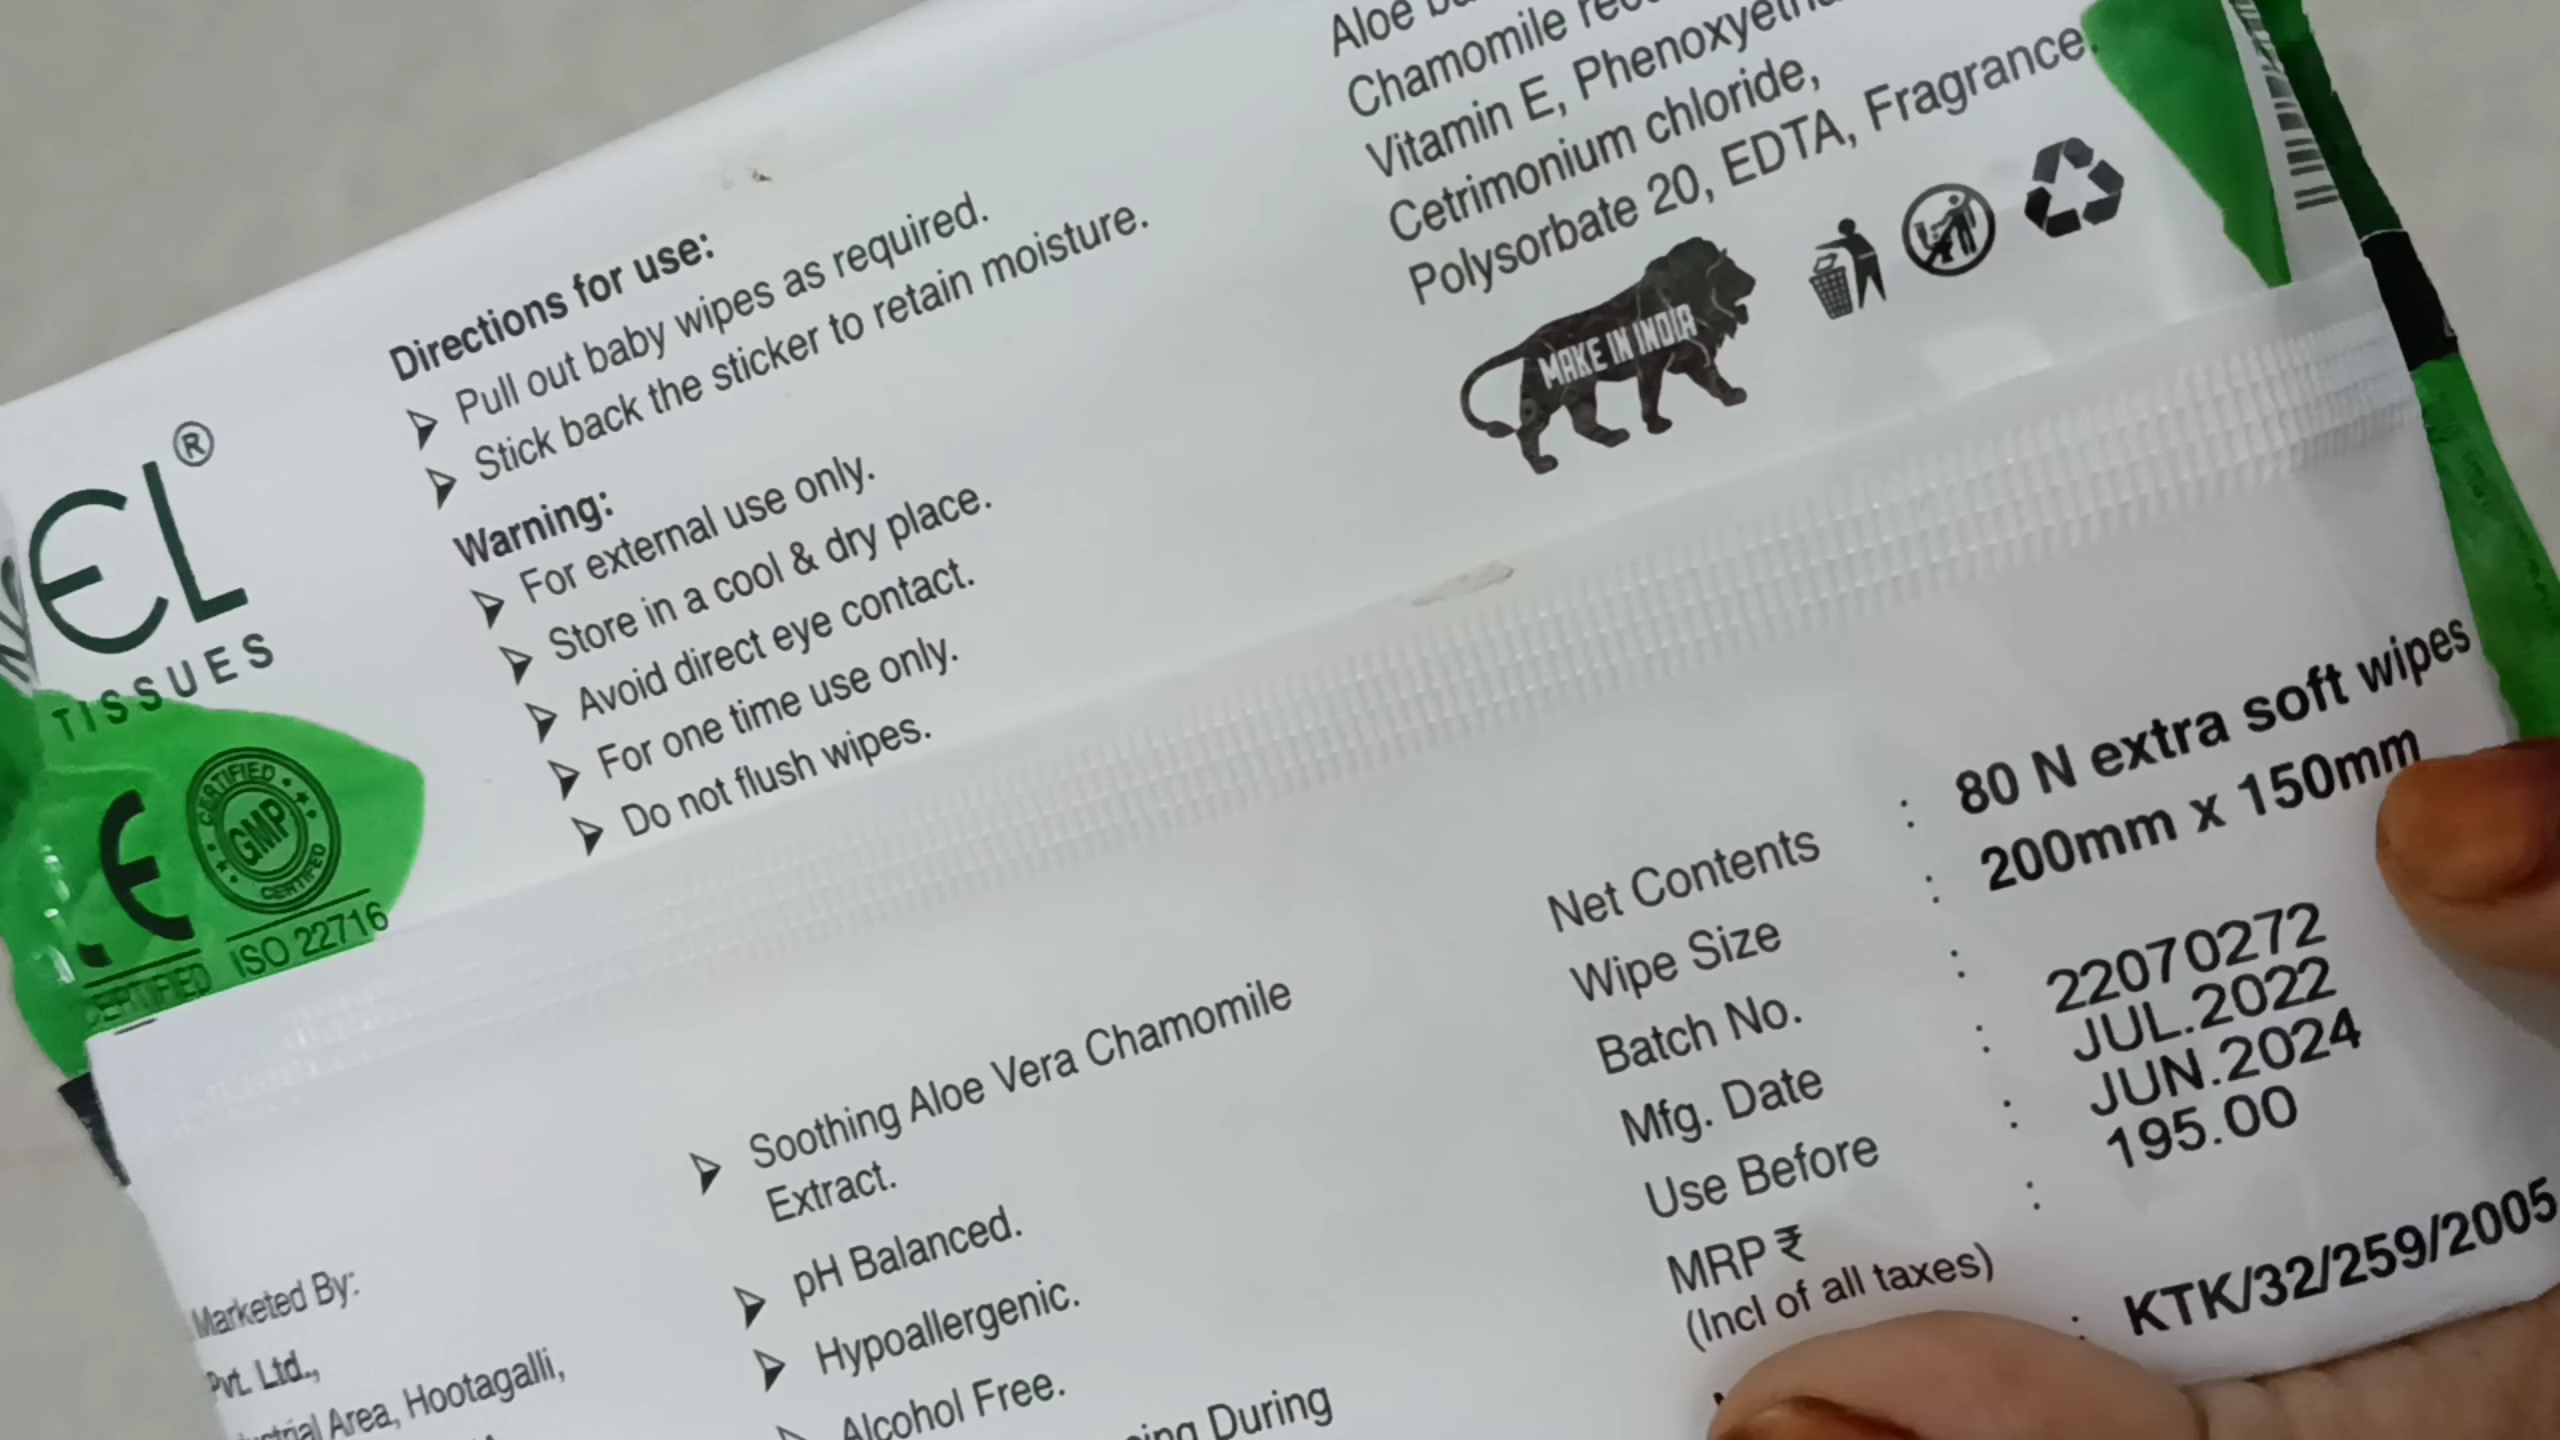 Aloe
Chamomile
Vitamin E,
Cetrimonium chloride,
Polysorbate 20, EDTA, Fragrance.
MAKE IN INDIA
Directions for use:
Pull out baby wipes as required.
Stick back the sticker to retain moisture.
Warning:
For external use only.
Store in a cool & dry place.
Avoid direct eye contact.
For one time use only.
Do not flush wipes.
EL®
TISSUES
CERTIFIED
GMP
CERTIFIED
ISO 22716
Net Contents : 80 N extra soft wipes
Wipe Size : 200mm x 150mm
Batch No. : 22070272
Mfg. Date : JUL.2022
Use Before : JUN.2024
MRP ₹ : 195.00
(Incl of all taxes)
: KTK/32/259/2005
Soothing Aloe Vera Chamomile
Extract.
pH Balanced.
Hypoallergenic.
Alcohol Free.
During
Marketed By:
Pvt. Ltd.,
Area, Hootagalli,